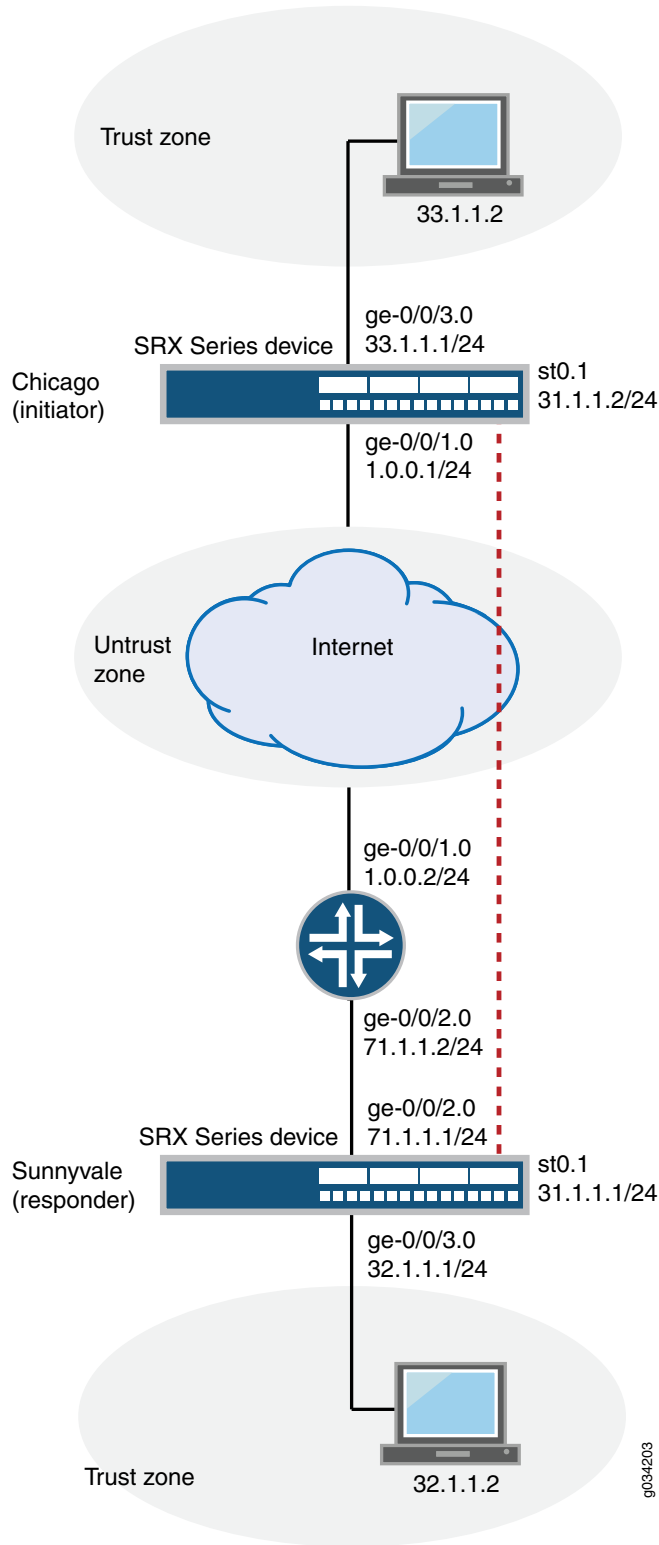 Trust zone
33.1.1.2
ge-0/0/3.0
33.1.1.1/24
SRX Series device
st0.1
31.1.1.2/24
Chicago
(initiator)
ge-0/0/1.0
1.0.0.1/24
Untrust
zone
Internet
ge-0/0/1.0
1.0.0.2/24
ge-0/0/2.0
71.1.1.2/24
ge-0/0/2.0
71.1.1.1/24
SRX Series device
st0.1
31.1.1.1/24
Sunnyvale
(responder)
ge-0/0/3.0
32.1.1.1/24
32.1.1.2
Trust zone
g034203